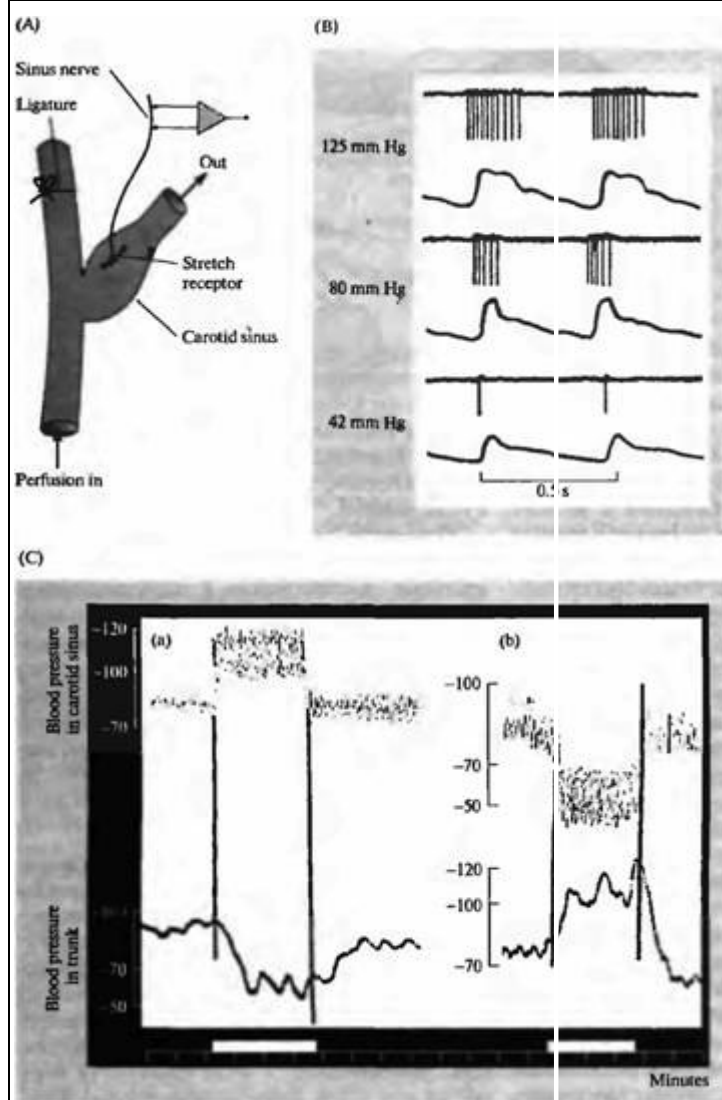 (A)
Sinus nerve
Ligature
Out
Stretch
receptor
Carotid sinus
Perfusion in
(B)
125 mm Hg
80 mm Hg
42 mm Hg
0.5 s
(C)
Blood pressure
in carotid sinus
-120
-100
-70
(a)
(b)
-100
-70
-50
Blood pressure
in trunk
-70
-50
-120
-100
-70
Minutes